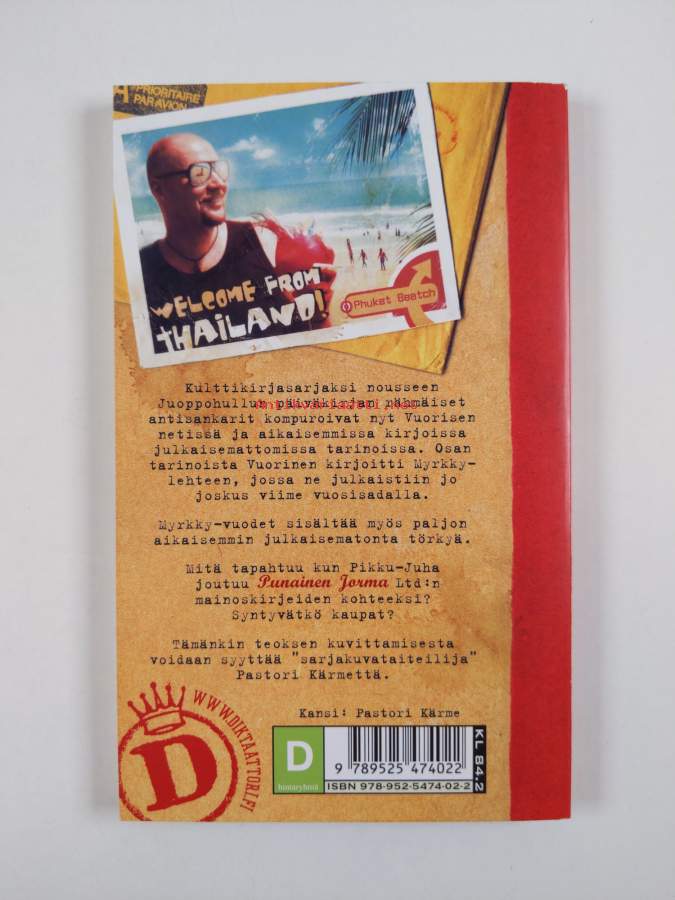 A PRIORITAIRE
PAR AVION
WELCOME FROM
THAILAND!
Phuket Beatch
Kulttikirjasarjaksi nousseen
Juoppohullun päiväkirjan rähmäiset
antisankarit kompuroivat nyt Vuorisen
netissä ja aikaisemmissa kirjoissa
julkaisemattomissa tarinoissa. Osan
tarinoista Vuorinen kirjoitti Myrkky-
lehteen, jossa ne julkaistiin jo
joskus viime vuosisadalla.
Myrkky-vuodet sisältää myös paljon
aikaisemmin julkaisematonta törkyä.
Mitä tapahtuu kun Pikku-Juha
joutuu Punainen Jorma Ltd:n
mainoskirjeiden kohteeksi?
Syntyvätkö kaupat?
Tämänkin teoksen kuvittamisesta
voidaan syyttää "sarjakuvataiteilija"
Pastori Kärmettä.
Kansi: Pastori Kärme
D
WWW.DIKTAATTORI.FI
D
hintaryhmä
9 789525 474022
ISBN 978-952-5474-02-2
KL 84.2